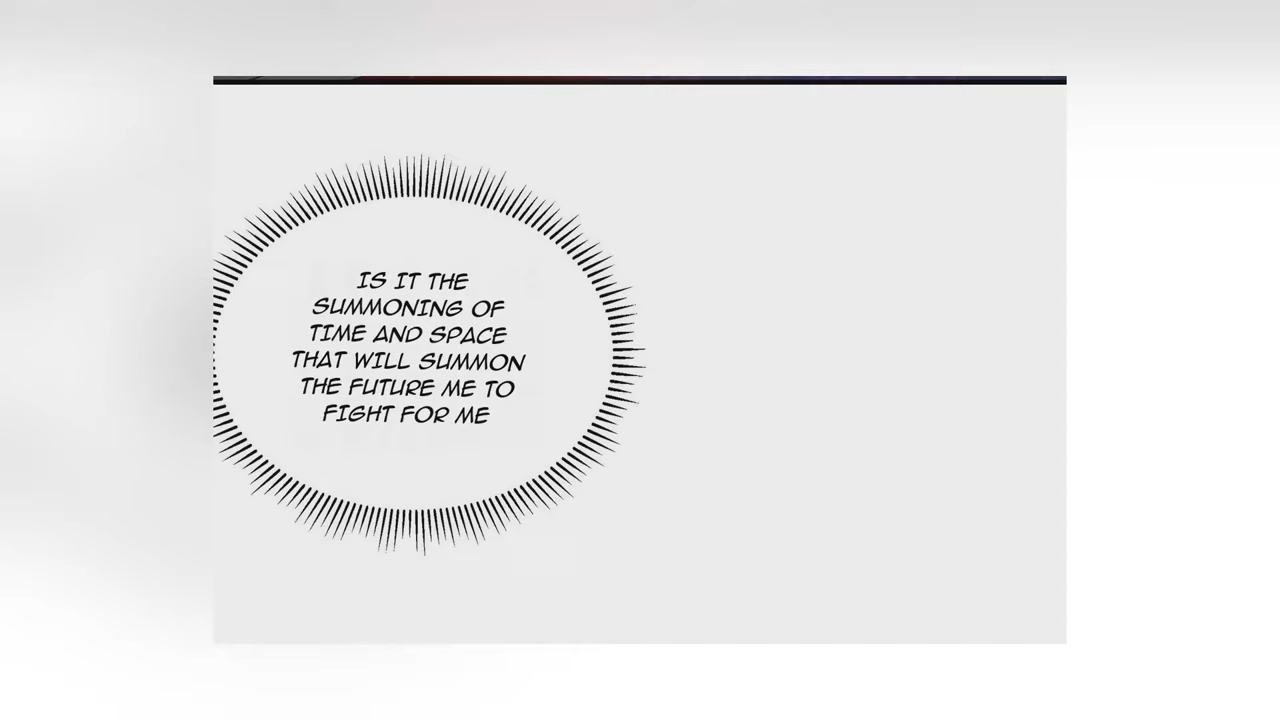 IS IT THE
SUMMONING OF
TIME AND SPACE
THAT WILL SUMMON
THE FUTURE ME TO
FIGHT FOR ME